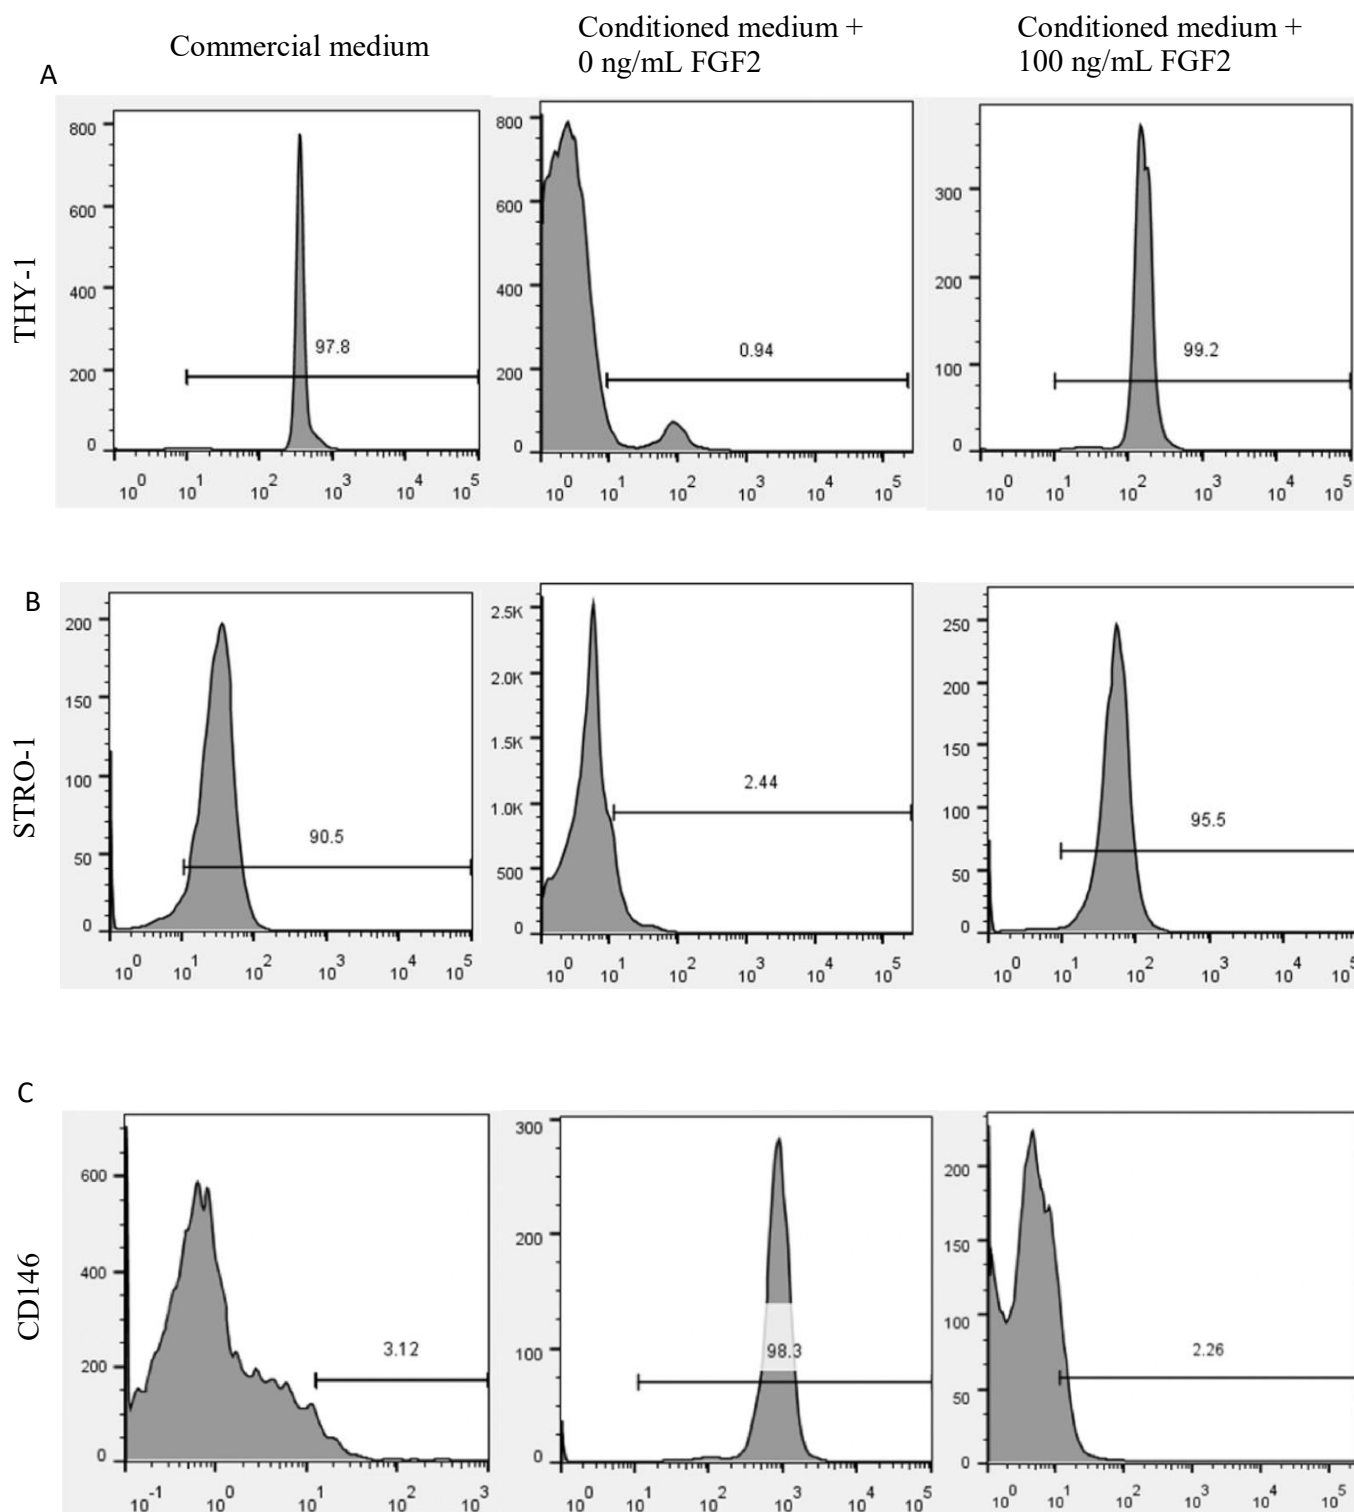 Commercial medium
Conditioned medium +
0 ng/mL FGF2
Conditioned medium +
100 ng/mL FGF2
A
THY-1
800
600
400
200
0
97.8
10^0 10^1 10^2 10^3 10^4 10^5
800
600
400
200
0
0.94
10^0 10^1 10^2 10^3 10^4 10^5
300
200
100
0
99.2
10^0 10^1 10^2 10^3 10^4 10^5
B
STRO-1
200
150
100
50
0
90.5
10^0 10^1 10^2 10^3 10^4 10^5
2.5K
2.0K
1.5K
1.0K
500
0
2.44
10^0 10^1 10^2 10^3 10^4 10^5
250
200
150
100
50
0
95.5
10^0 10^1 10^2 10^3 10^4 10^5
C
CD146
600
400
200
0
3.12
10^-1 10^0 10^1 10^2 10^3
300
200
100
0
98.3
10^0 10^1 10^2 10^3 10^4 10^5
200
150
100
50
0
2.26
10^0 10^1 10^2 10^3 10^4 10^5